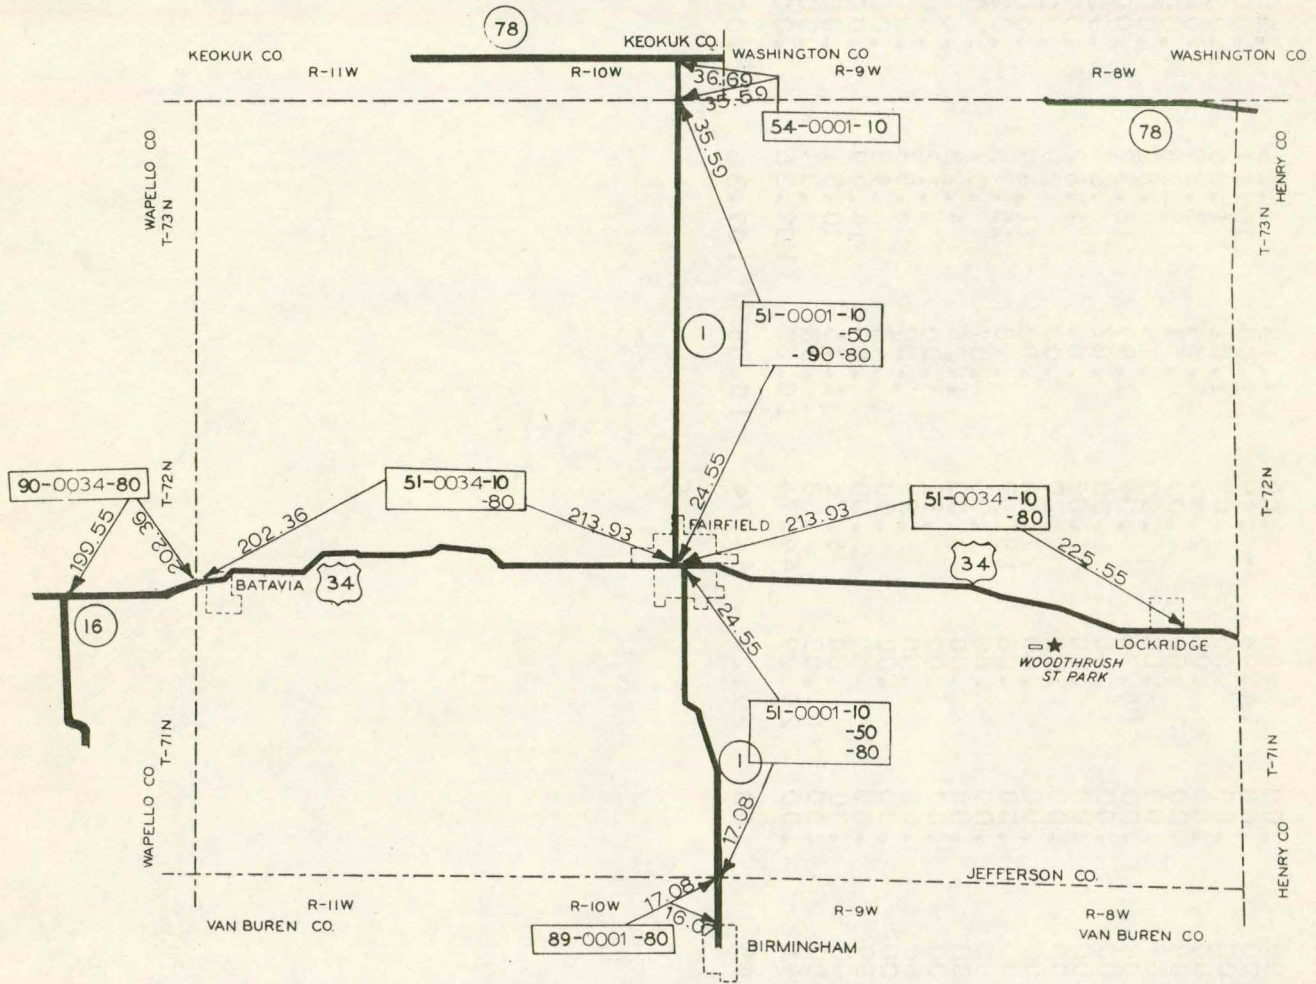 78
KEOKUK CO.
KEOKUK CO.
WASHINGTON CO
WASHINGTON CO
R-11W
R-10W
R-9W
R-8W
36.69
35.59
54-0001-10
78
35.59
WAPELLO CO
T-73N
HENRY CO
T-73N
51-0001-10
-50
-90-80
1
24.55
90-0034-80
T-72N
51-0034-10
-80
51-0034-10
-80
T-72N
199.55
202.36
202.36
213.93
FAIRFIELD
213.93
225.55
BATAVIA
34
34
16
24.55
LOCKRIDGE
WOODTHRUSH
ST PARK
51-0001-10
-50
-80
1
WAPELLO CO
T-71N
T-71N
HENRY CO
17.08
JEFFERSON CO.
17.08
R-11W
R-10W
R-9W
R-8W
VAN BUREN CO.
VAN BUREN CO.
89-0001-80
BIRMINGHAM